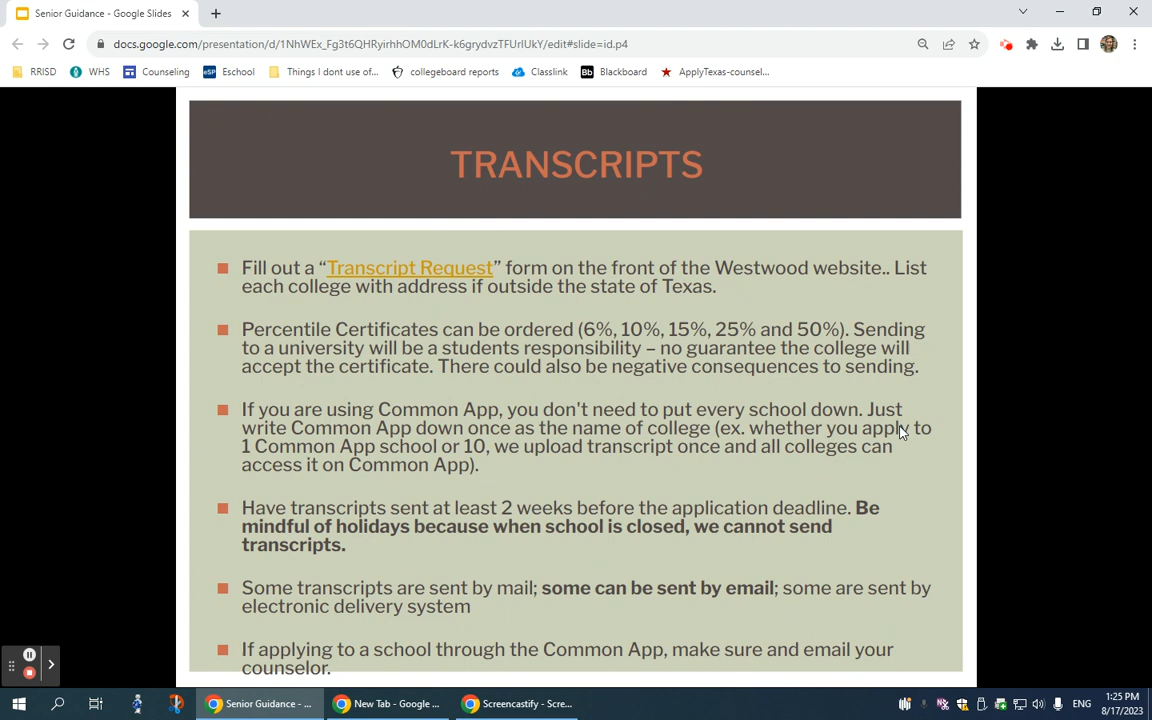 Senior Guidance - Google Slides
docs.google.com/presentation/d/1NhWEx_Fg3t6QHRyirhhOM0dLrK-k6grydvzTFUrlUkY/edit#slide=id.p4
RRISD WHS Counseling eSP Eschool Things I dont use of... collegeboard reports Classlink Bb Blackboard ApplyTexas-counsel...
TRANSCRIPTS
Fill out a “Transcript Request” form on the front of the Westwood website.. List
each college with address if outside the state of Texas.
Percentile Certificates can be ordered (6%, 10%, 15%, 25% and 50%). Sending
to a university will be a students responsibility – no guarantee the college will
accept the certificate. There could also be negative consequences to sending.
If you are using Common App, you don't need to put every school down. Just
write Common App down once as the name of college (ex. whether you apply to
1 Common App school or 10, we upload transcript once and all colleges can
access it on Common App).
Have transcripts sent at least 2 weeks before the application deadline. Be
mindful of holidays because when school is closed, we cannot send
transcripts.
Some transcripts are sent by mail; some can be sent by email; some are sent by
electronic delivery system
If applying to a school through the Common App, make sure and email your
counselor.
Senior Guidance - ... New Tab - Google ... Screencastify - Scre... ENG 1:25 PM
8/17/2023